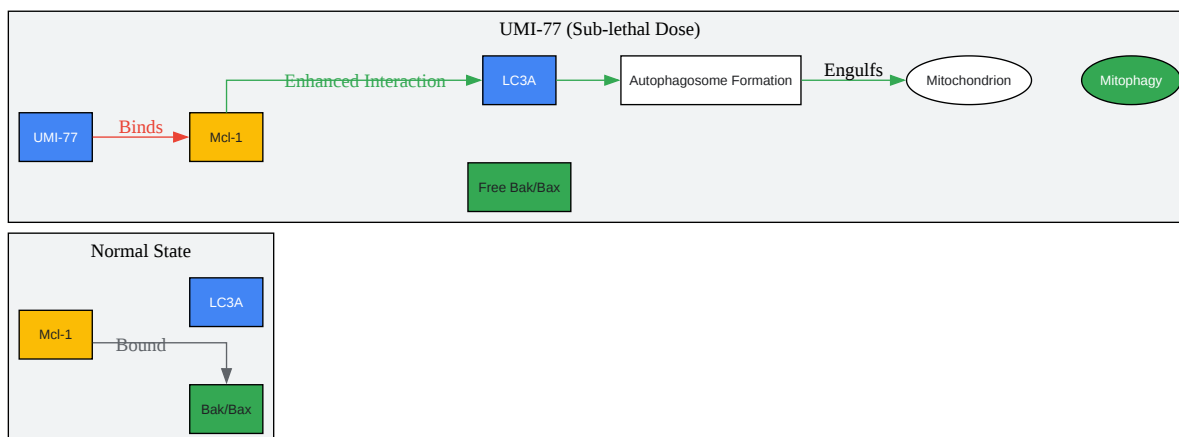 UMI-77 (Sub-lethal Dose)
Enhanced Interaction
LC3A
Autophagosome Formation
Engulfs
Mitochondrion
Mitophagy
UMI-77
Binds
Mcl-1
Free Bak/Bax
Normal State
LC3A
Mcl-1
Bound
Bak/Bax